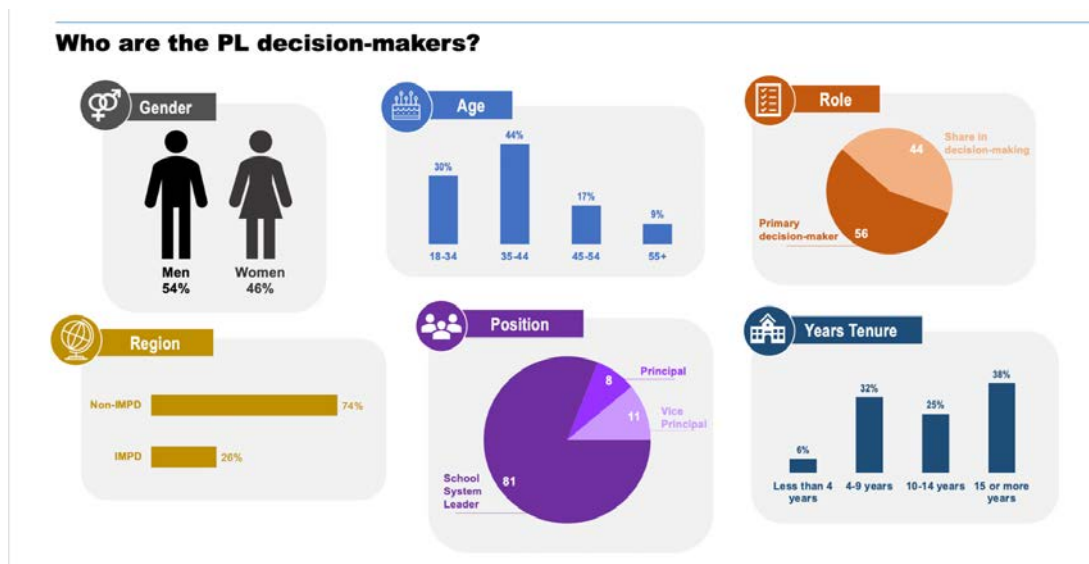 Who are the PL decision-makers?
Gender
Men
54%
Women
46%
Age
30%
44%
17%
9%
18-34
35-44
45-54
55+
Role
Share in
decision-making
44
Primary
decision-maker
56
Region
Non-IMPD
74%
IMPD
26%
Position
Principal
8
Vice
Principal
11
School
System
Leader
81
Years Tenure
6%
32%
25%
38%
Less than 4
years
4-9 years
10-14 years
15 or more
years